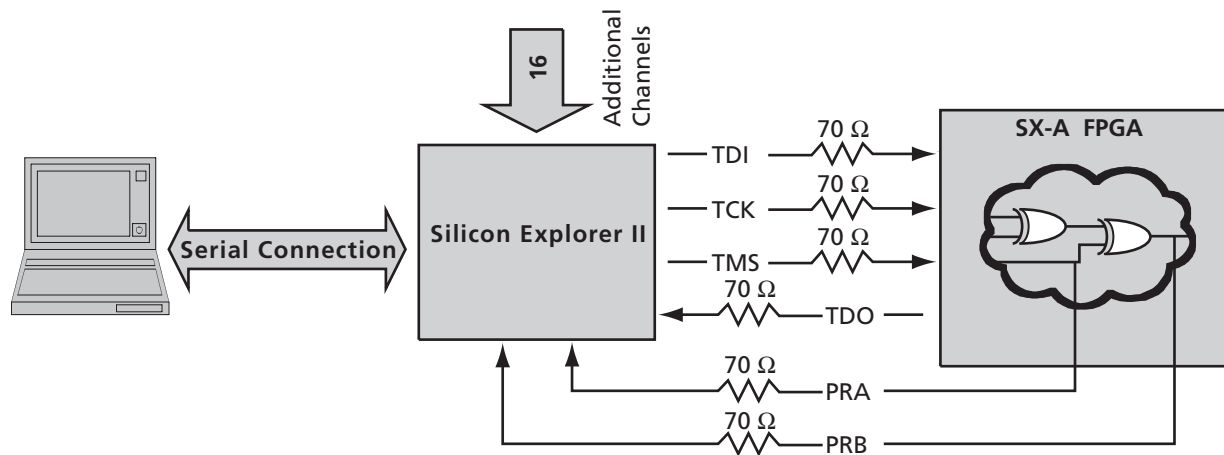 16
Additional
Channels
Serial Connection
Silicon Explorer II
70 Ω
TDI
70 Ω
TCK
70 Ω
TMS
70 Ω
TDO
70 Ω
PRA
70 Ω
PRB
SX-A FPGA